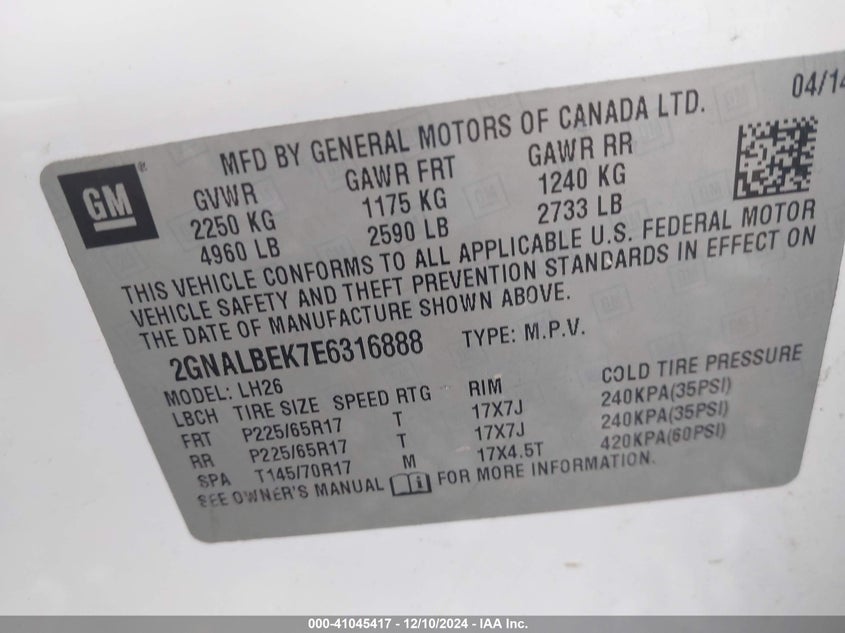 04/14
MFD BY GENERAL MOTORS OF CANADA LTD.
GM®
GVWR GAWR FRT GAWR RR
2250 KG 1175 KG 1240 KG
4960 LB 2590 LB 2733 LB
THIS VEHICLE CONFORMS TO ALL APPLICABLE U.S. FEDERAL MOTOR
VEHICLE SAFETY AND THEFT PREVENTION STANDARDS IN EFFECT ON
THE DATE OF MANUFACTURE SHOWN ABOVE.
2GNALBEK7E6316888 TYPE: M.P.V.
MODEL: LH26
LBCH TIRE SIZE SPEED RTG RIM COLD TIRE PRESSURE
FRT P225/65R17 T 17X7J 240KPA(35PSI)
RR P225/65R17 T 17X7J 240KPA(35PSI)
SPA T145/70R17 M 17X4.5T 420KPA(60PSI)
SEE OWNER'S MANUAL FOR MORE INFORMATION.
000-41045417 - 12/10/2024 - IAA Inc.